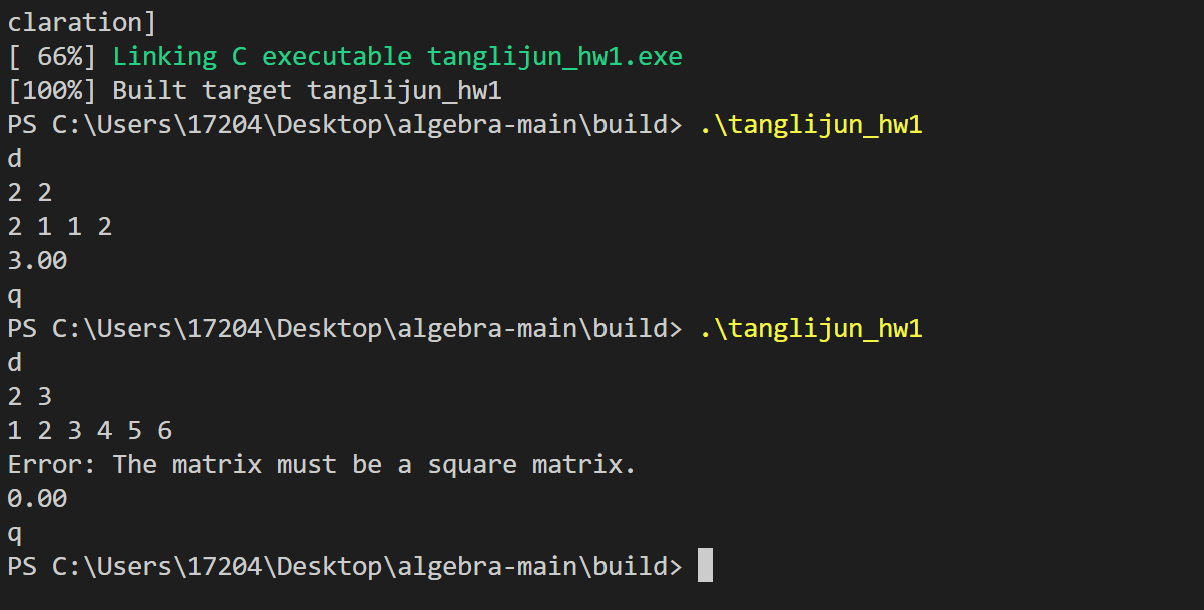 claration]
[ 66%] Linking C executable tanglijun_hw1.exe
[100%] Built target tanglijun_hw1
PS C:\Users\17204\Desktop\algebra-main\build> .\tanglijun_hw1
d
2 2
2 1 1 2
3.00
q
PS C:\Users\17204\Desktop\algebra-main\build> .\tanglijun_hw1
d
2 3
1 2 3 4 5 6
Error: The matrix must be a square matrix.
0.00
q
PS C:\Users\17204\Desktop\algebra-main\build>